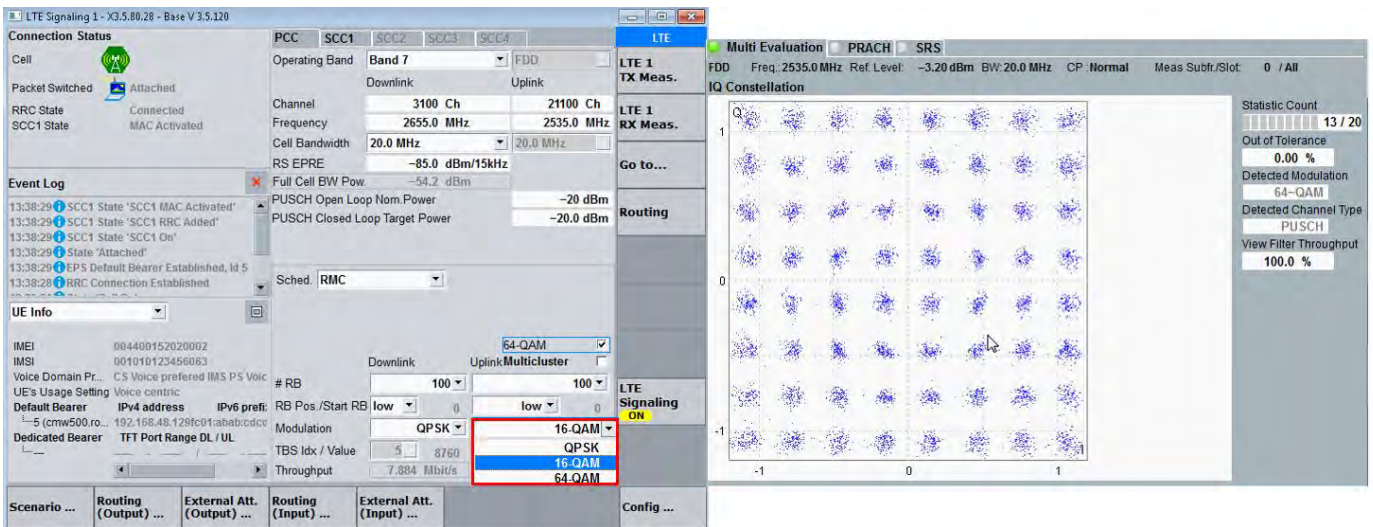 LTE Signaling 1 - X3.5.80.28 - Base V 3.5.120
Connection Status
Cell
Packet Switched Attached
RRC State Connected
SCC1 State MAC Activated
Event Log
13:38:29 SCC1 State 'SCC1 MAC Activated'
13:38:29 SCC1 State 'SCC1 RRC Added'
13:38:29 SCC1 State 'SCC1 On'
13:38:29 State 'Attached'
13:38:29 EPS Default Bearer Established, Id 5
13:38:28 RRC Connection Established
UE Info
IMEI 004400152020002
IMSI 001010123456063
Voice Domain Pr... CS Voice prefered IMS PS Voic
UE's Usage Setting Voice centric
Default Bearer IPv4 address IPv6 prefi:
5 (cmw500.ro... 192.168.48.129fc01:abab:cdcc
Dedicated Bearer TFT Port Range DL / UL
PCC SCC1 SCC2 SCC3 SCC4
Operating Band Band 7 FDD
Downlink Uplink
Channel 3100 Ch 21100 Ch
Frequency 2655.0 MHz 2535.0 MHz
Cell Bandwidth 20.0 MHz 20.0 MHz
RS EPRE -85.0 dBm/15kHz
Full Cell BW Pow. -54.2 dBm
PUSCH Open Loop Nom.Power -20 dBm
PUSCH Closed Loop Target Power -20.0 dBm
Sched. RMC
64-QAM
Downlink Uplink Multicluster
# RB 100 100
RB Pos./Start RB low 0 low 0
Modulation QPSK 16-QAM
QPSK
16-QAM
64-QAM
TBS Idx / Value 5 8760
Throughput 7.884 Mbit/s
LTE
LTE 1
TX Meas.
LTE 1
RX Meas.
Go to...
Routing
LTE
Signaling
ON
Scenario ...
Routing
(Output) ...
External Att.
(Output) ...
Routing
(Input) ...
External Att.
(Input) ...
Config ...
Multi Evaluation PRACH SRS
FDD Freq.:2535.0 MHz Ref. Level: -3.20 dBm BW:20.0 MHz CP :Normal Meas Subfr./Slot: 0 / All
IQ Constellation
Q
1
0
-1
-1 0 1
I
Statistic Count
13 / 20
Out of Tolerance
0.00 %
Detected Modulation
64-QAM
Detected Channel Type
PUSCH
View Filter Throughput
100.0 %